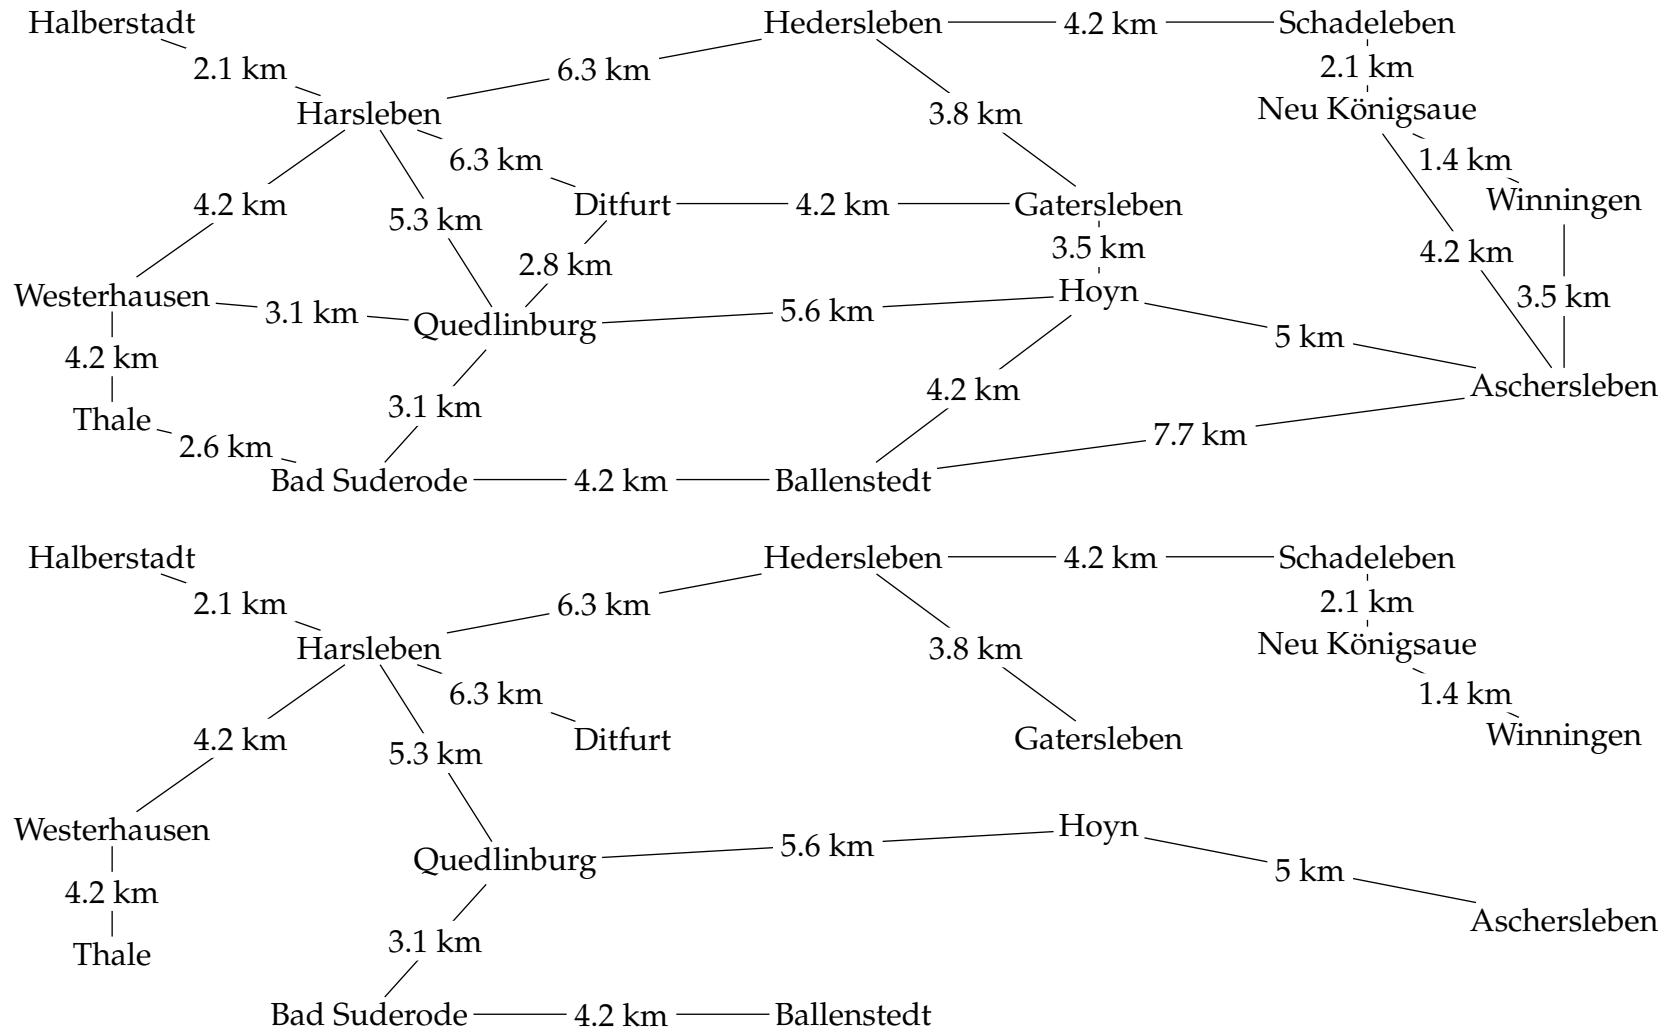 Halberstadt
Hedersleben 4.2 km Schadeleben
2.1 km
6.3 km
2.1 km
Harsleben
3.8 km
Neu Königsaue
6.3 km
1.4 km
4.2 km
5.3 km
Ditfurt 4.2 km Gatersleben
Winningen
2.8 km
3.5 km
4.2 km
Westerhausen 3.1 km Quedlinburg 5.6 km Hoyn
3.5 km
5 km
4.2 km
3.1 km
4.2 km
Aschersleben
Thale
2.6 km
7.7 km
Bad Suderode 4.2 km Ballenstedt
Halberstadt
Hedersleben 4.2 km Schadeleben
2.1 km
6.3 km
2.1 km
Harsleben
3.8 km
Neu Königsaue
6.3 km
1.4 km
4.2 km
5.3 km
Ditfurt
Gatersleben
Winningen
Westerhausen
Quedlinburg 5.6 km Hoyn
5 km
4.2 km
Aschersleben
Thale
3.1 km
Bad Suderode 4.2 km Ballenstedt